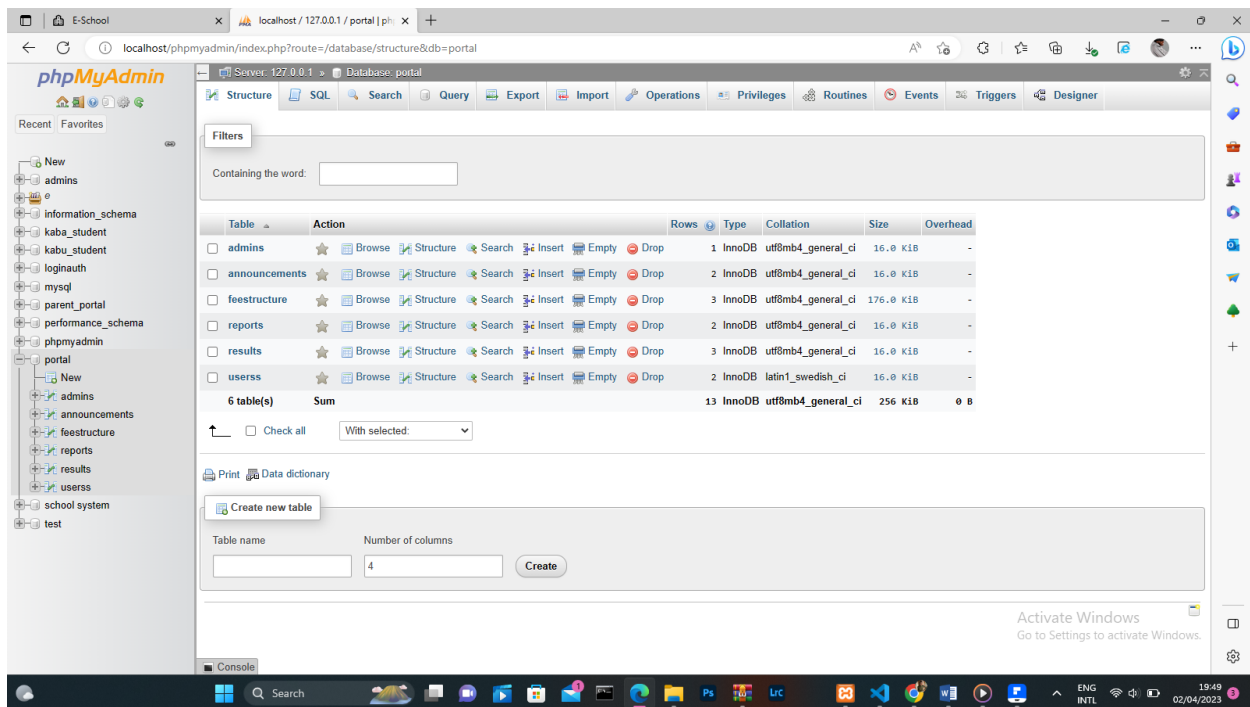 E-School
localhost / 127.0.0.1 / portal | ph
localhost/phpmyadmin/index.php?route=/database/structure&db=portal
phpMyAdmin
Recent Favorites
New
admins
e
information_schema
kaba_student
kabu_student
loginauth
mysql
parent_portal
performance_schema
phpmyadmin
portal
New
admins
announcements
feestructure
reports
results
userss
school system
test
Server: 127.0.0.1 » Database: portal
Structure SQL Search Query Export Import Operations Privileges Routines Events Triggers Designer
Filters
Containing the word:
Table Action Rows Type Collation Size Overhead
admins Browse Structure Search Insert Empty Drop 1 InnoDB utf8mb4_general_ci 16.0 KiB -
announcements Browse Structure Search Insert Empty Drop 2 InnoDB utf8mb4_general_ci 16.0 KiB -
feestructure Browse Structure Search Insert Empty Drop 3 InnoDB utf8mb4_general_ci 176.0 KiB -
reports Browse Structure Search Insert Empty Drop 2 InnoDB utf8mb4_general_ci 16.0 KiB -
results Browse Structure Search Insert Empty Drop 3 InnoDB utf8mb4_general_ci 16.0 KiB -
userss Browse Structure Search Insert Empty Drop 2 InnoDB latin1_swedish_ci 16.0 KiB -
6 table(s) Sum 13 InnoDB utf8mb4_general_ci 256 KiB 0 B
Check all With selected:
Print Data dictionary
Create new table
Table name Number of columns
4 Create
Activate Windows
Go to Settings to activate Windows.
Console
Search
Ps
Lrc
ENG
INTL
19:49
02/04/2023
3